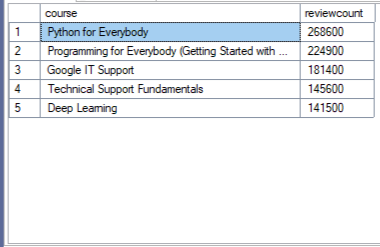 course reviewcount
1 Python for Everybody 268600
2 Programming for Everybody (Getting Started with ... 224900
3 Google IT Support 181400
4 Technical Support Fundamentals 145600
5 Deep Learning 141500